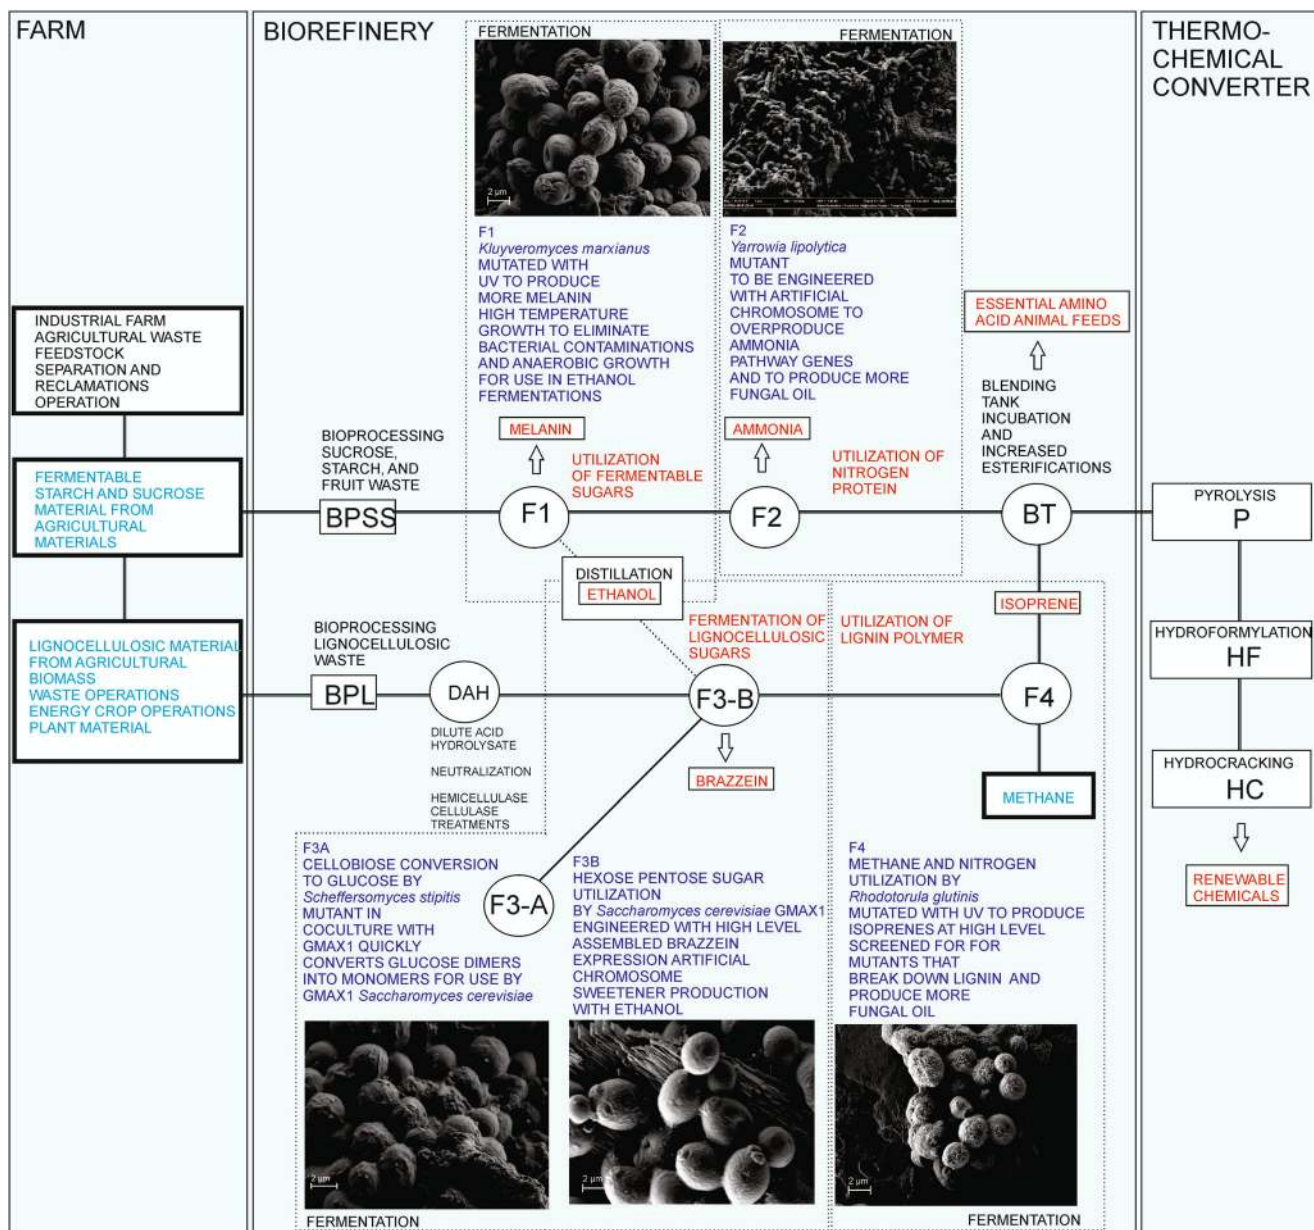 FARM
BIOREFINERY
THERMO-
CHEMICAL
CONVERTER
FERMENTATION
2 µm
FERMENTATION
F1
Kluyveromyces marxianus
MUTATED WITH
UV TO PRODUCE
MORE MELANIN
HIGH TEMPERATURE
GROWTH TO ELIMINATE
BACTERIAL CONTAMINATIONS
AND ANAEROBIC GROWTH
FOR USE IN ETHANOL
FERMENTATIONS
F2
Yarrowia lipolytica
MUTANT
TO BE ENGINEERED
WITH ARTIFICIAL
CHROMOSOME TO
OVERPRODUCE
AMMONIA
PATHWAY GENES
AND TO PRODUCE MORE
FUNGAL OIL
ESSENTIAL AMINO
ACID ANIMAL FEEDS
INDUSTRIAL FARM
AGRICULTURAL WASTE
FEEDSTOCK
SEPARATION AND
RECLAMATIONS
OPERATION
BLENDING
TANK
INCUBATION
AND
INCREASED
ESTERIFICATIONS
MELANIN
AMMONIA
BIOPROCESSING
SUCROSE,
STARCH, AND
FRUIT WASTE
UTILIZATION
OF FERMENTABLE
SUGARS
UTILIZATION OF
NITROGEN
PROTEIN
FERMENTABLE
STARCH AND SUCROSE
MATERIAL FROM
AGRICULTURAL
MATERIALS
BPSS
F1
F2
BT
PYROLYSIS
P
DISTILLATION
ETHANOL
ISOPRENE
BIOPROCESSING
LIGNOCELLULOSIC
WASTE
FERMENTATION OF
LIGNOCELLULOSIC
SUGARS
UTILIZATION OF
LIGNIN POLYMER
HYDROFORMYLATION
HF
LIGNOCELLULOSIC MATERIAL
FROM AGRICULTURAL
BIOMASS
WASTE OPERATIONS
ENERGY CROP OPERATIONS
PLANT MATERIAL
BPL
DAH
F3-B
F4
DILUTE ACID
HYDROLYSATE
NEUTRALIZATION
HEMICELLULASE
CELLULASE
TREATMENTS
BRAZZEIN
METHANE
HYDROCRACKING
HC
RENEWABLE
CHEMICALS
F3A
CELLOBIOSE CONVERSION
TO GLUCOSE BY
Scheffersomyces stipitis
MUTANT IN
COCULTURE WITH
GMAX1 QUICKLY
CONVERTS GLUCOSE DIMERS
INTO MONOMERS FOR USE BY
GMAX1 Saccharomyces cerevisiae
F3-A
F3B
HEXOSE PENTOSE SUGAR
UTILIZATION
BY Saccharomyces cerevisiae GMAX1
ENGINEERED WITH HIGH LEVEL
ASSEMBLED BRAZZEIN
EXPRESSION ARTIFICIAL
CHROMOSOME
SWEETENER PRODUCTION
WITH ETHANOL
F4
METHANE AND NITROGEN
UTILIZATION BY
Rhodotorula glutinis
MUTATED WITH UV TO PRODUCE
ISOPRENES AT HIGH LEVEL
SCREENED FOR FOR
MUTANTS THAT
BREAK DOWN LIGNIN AND
PRODUCE MORE
FUNGAL OIL
2 µm
2 µm
2 µm
FERMENTATION
FERMENTATION